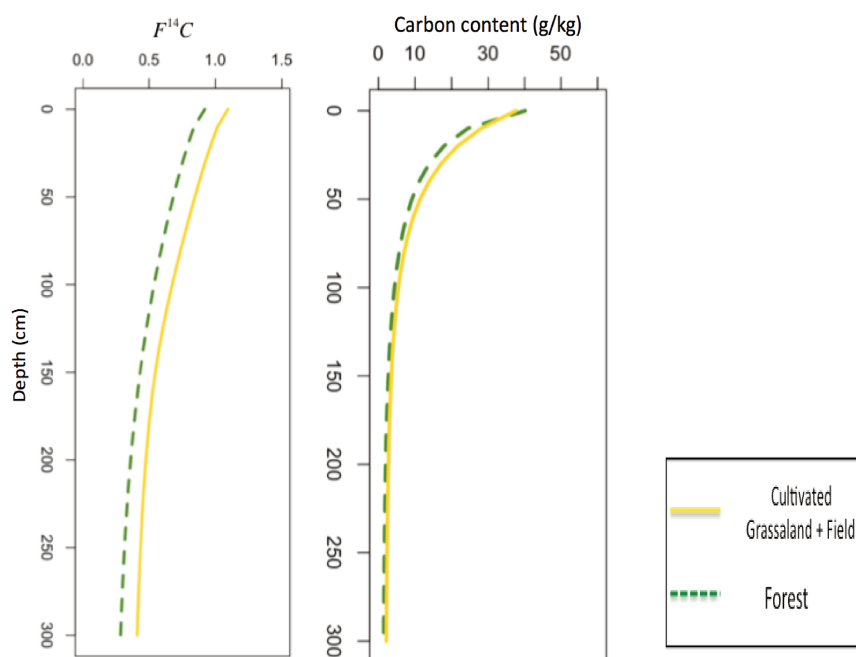 F¹⁴C
0.0 0.5 1.0 1.5
Depth (cm)
0
50
100
150
200
250
300
Carbon content (g/kg)
0 10 30 50
0
50
100
150
200
250
300
Cultivated
Grassaland + Field
Forest